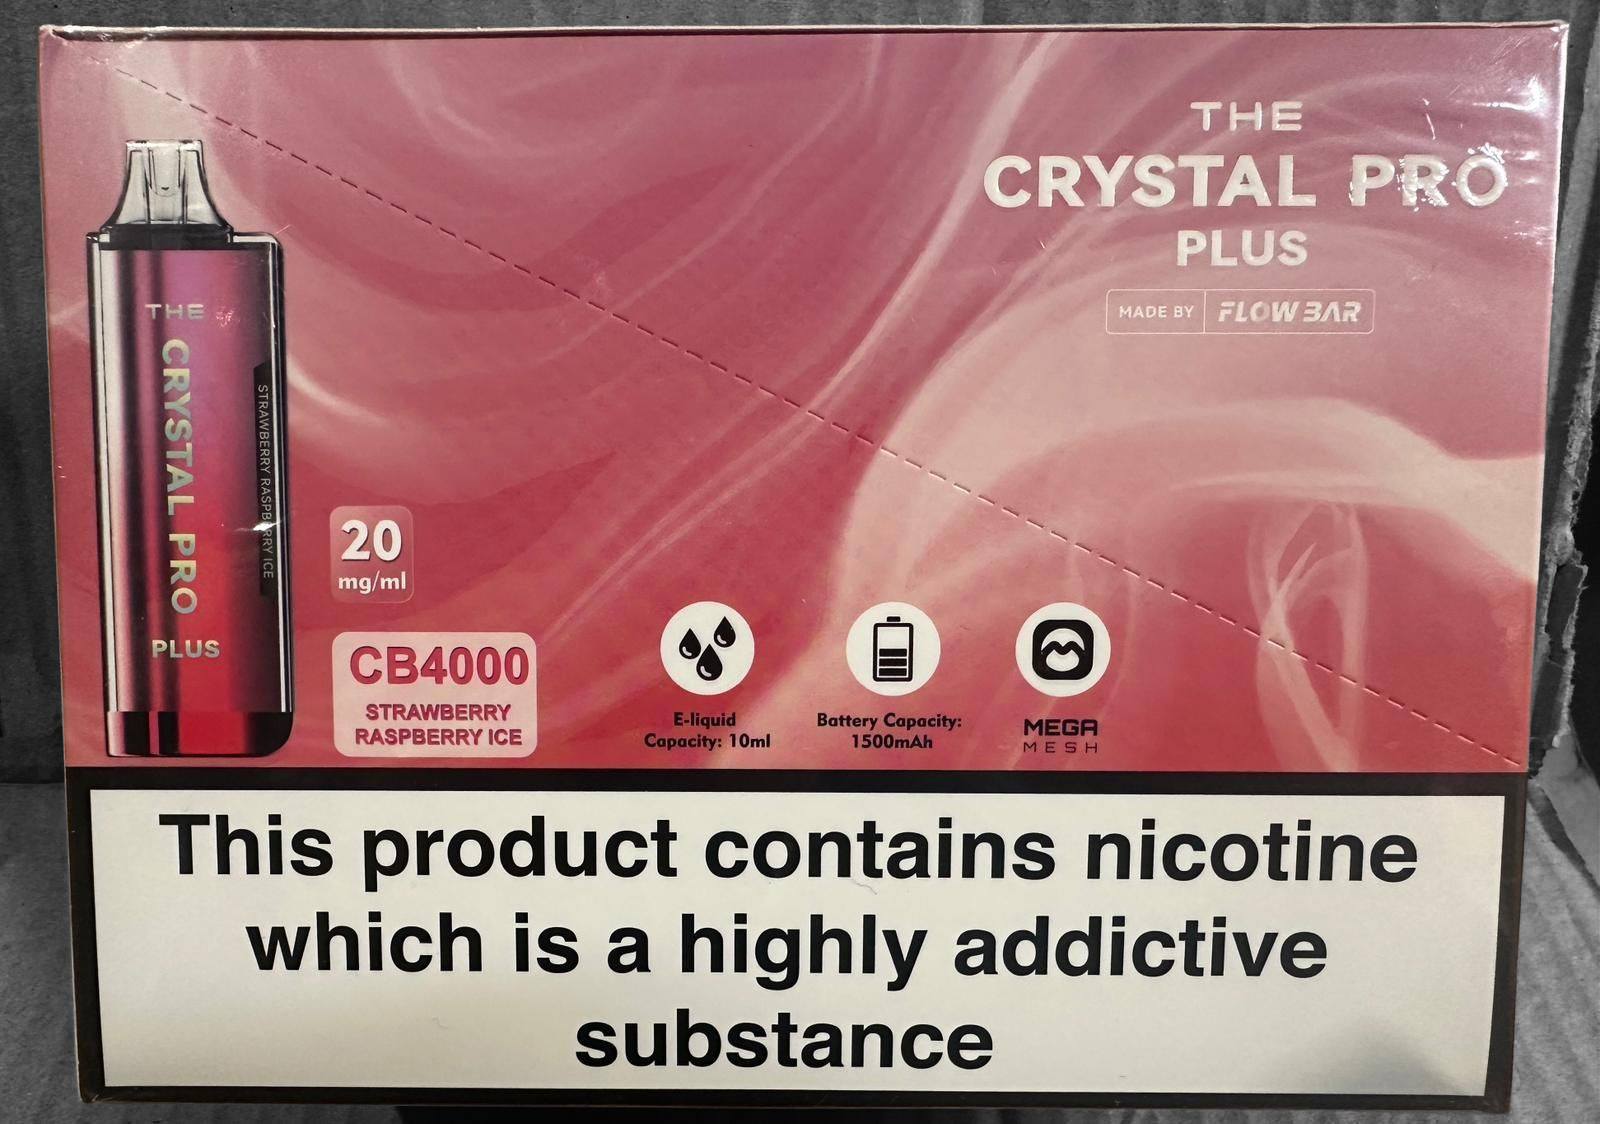 THE
CRYSTAL PRO
PLUS
MADE BY FLOW BAR
THE
CRYSTAL PRO
PLUS
STRAWBERRY RASPBERRY ICE
20
mg/ml
CB4000
STRAWBERRY
RASPBERRY ICE
E-liquid
Capacity: 10ml
Battery Capacity:
1500mAh
MEGA
MESH
This product contains nicotine
which is a highly addictive
substance